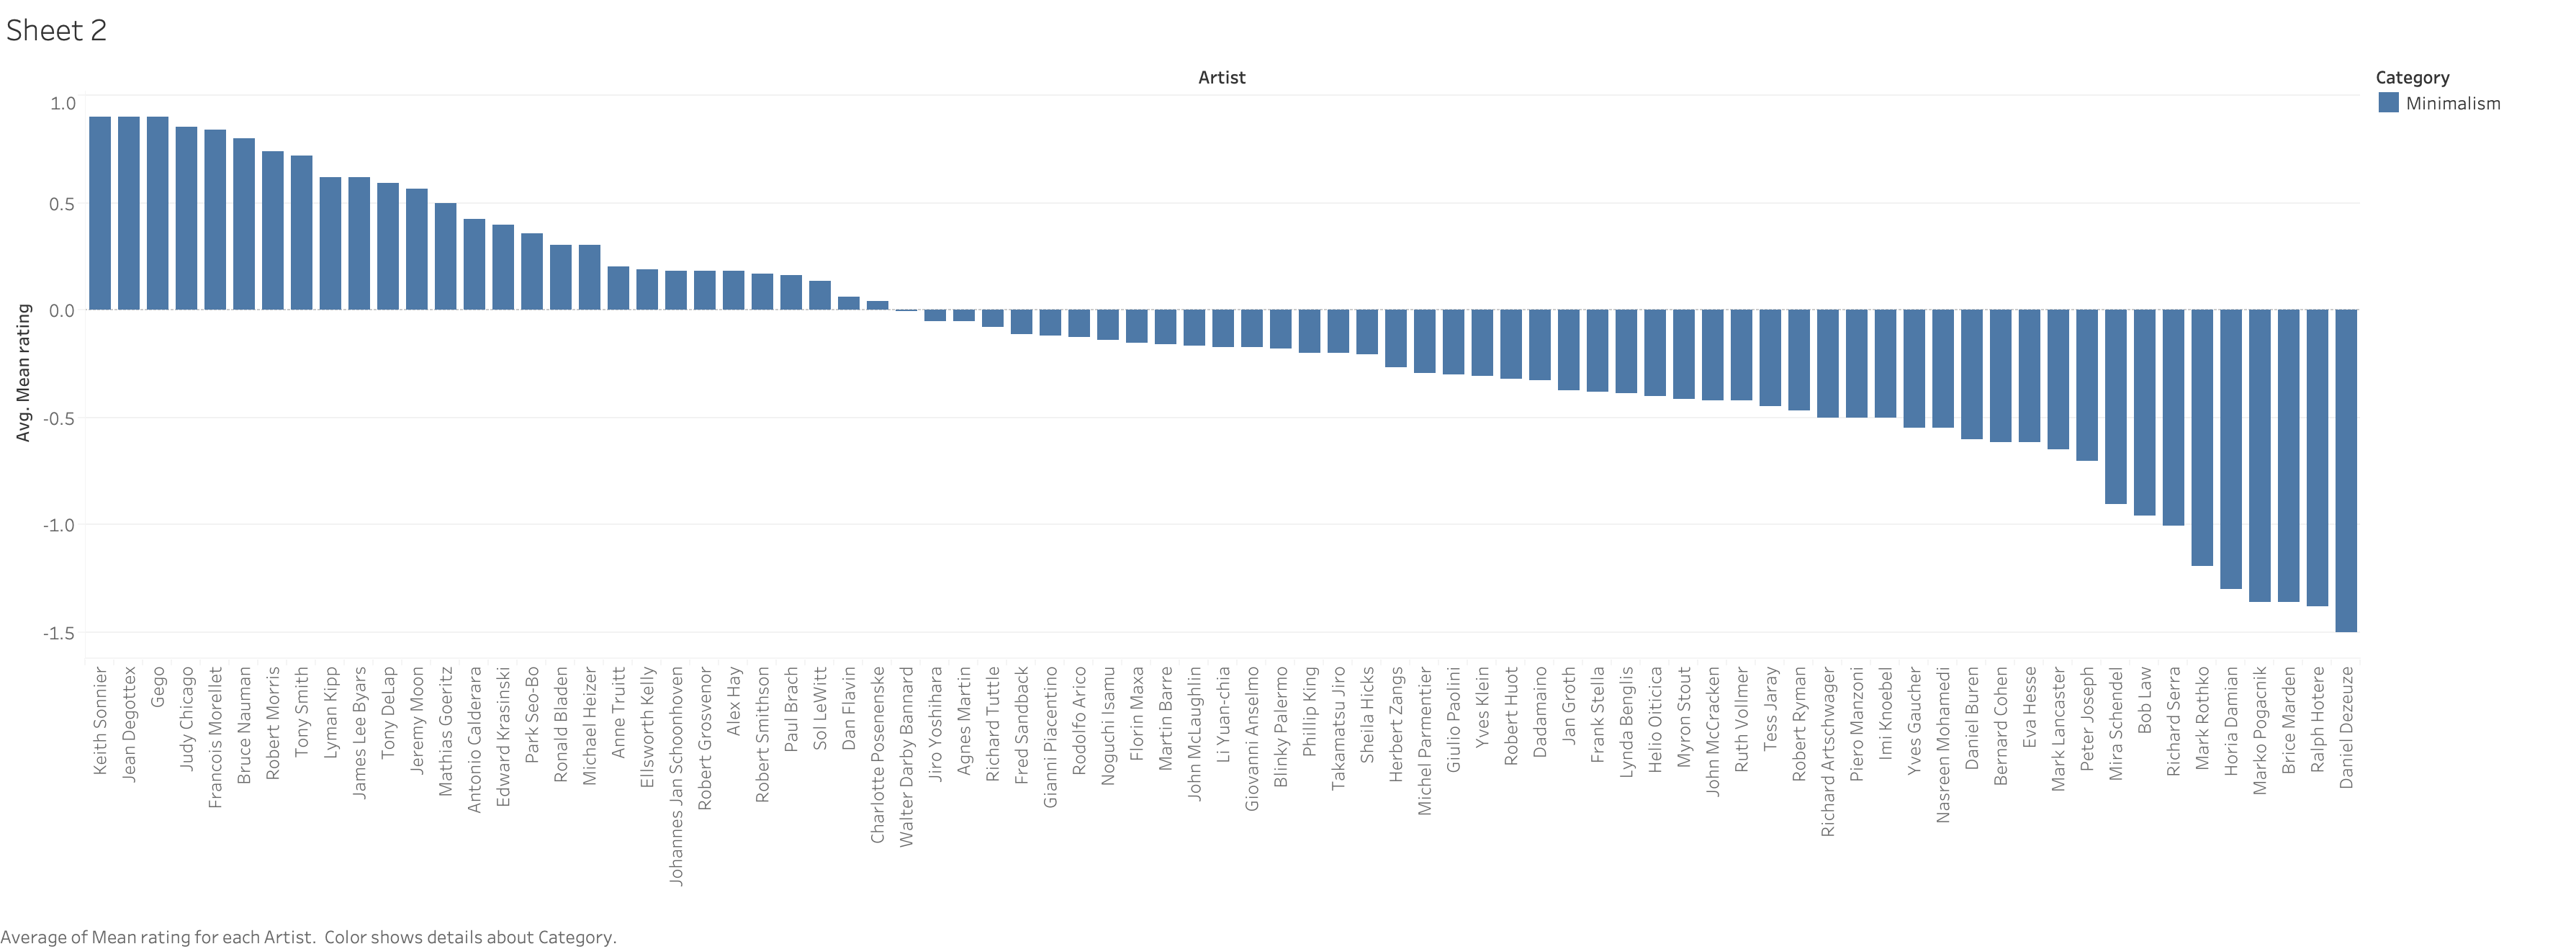 Sheet 2
Artist
Category
Minimalism
Avg. Mean rating
1.0
0.5
0.0
-0.5
-1.0
-1.5
Keith Sonnier
Jean Degottex
Gego
Judy Chicago
Francois Morellet
Bruce Nauman
Robert Morris
Tony Smith
Lyman Kipp
James Lee Byars
Tony DeLap
Jeremy Moon
Mathias Goeritz
Antonio Calderara
Edward Krasinski
Park Seo-Bo
Ronald Bladen
Michael Heizer
Anne Truitt
Ellsworth Kelly
Johannes Jan Schoonhoven
Robert Grosvenor
Alex Hay
Robert Smithson
Paul Brach
Sol LeWitt
Dan Flavin
Charlotte Posenenske
Walter Darby Bannard
Jiro Yoshihara
Agnes Martin
Richard Tuttle
Fred Sandback
Gianni Piacentino
Rodolfo Arico
Noguchi Isamu
Florin Maxa
Martin Barre
John McLaughlin
Li Yuan-chia
Giovanni Anselmo
Blinky Palermo
Phillip King
Takamatsu Jiro
Sheila Hicks
Herbert Zangs
Michel Parmentier
Giulio Paolini
Yves Klein
Robert Huot
Dadamaino
Jan Groth
Frank Stella
Lynda Benglis
Helio Oiticica
Myron Stout
John McCracken
Ruth Vollmer
Tess Jaray
Robert Ryman
Richard Artschwager
Piero Manzoni
Imi Knoebel
Yves Gaucher
Nasreen Mohamedi
Daniel Buren
Bernard Cohen
Eva Hesse
Mark Lancaster
Peter Joseph
Mira Schendel
Bob Law
Richard Serra
Mark Rothko
Horia Damian
Marko Pogacnik
Brice Marden
Ralph Hotere
Daniel Dezeuze
Average of Mean rating for each Artist. Color shows details about Category.